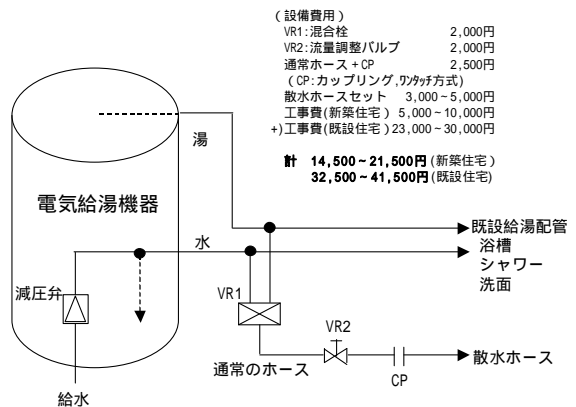 (設備費用)
VR1:混合栓 2,000円
VR2:流量調整バルブ 2,000円
通常ホース+CP 2,500円
(CP:カップリング,ワンタッチ方式)
散水ホースセット 3,000~5,000円
工事費(新築住宅) 5,000~10,000円
+)工事費(既設住宅)23,000~30,000円
計 14,500~21,500円(新築住宅)
32,500~41,500円(既設住宅)
湯
電気給湯機器
水
既設給湯配管
浴槽
シャワー
洗面
減圧弁
VR1
VR2
通常のホース
CP
散水ホース
給水